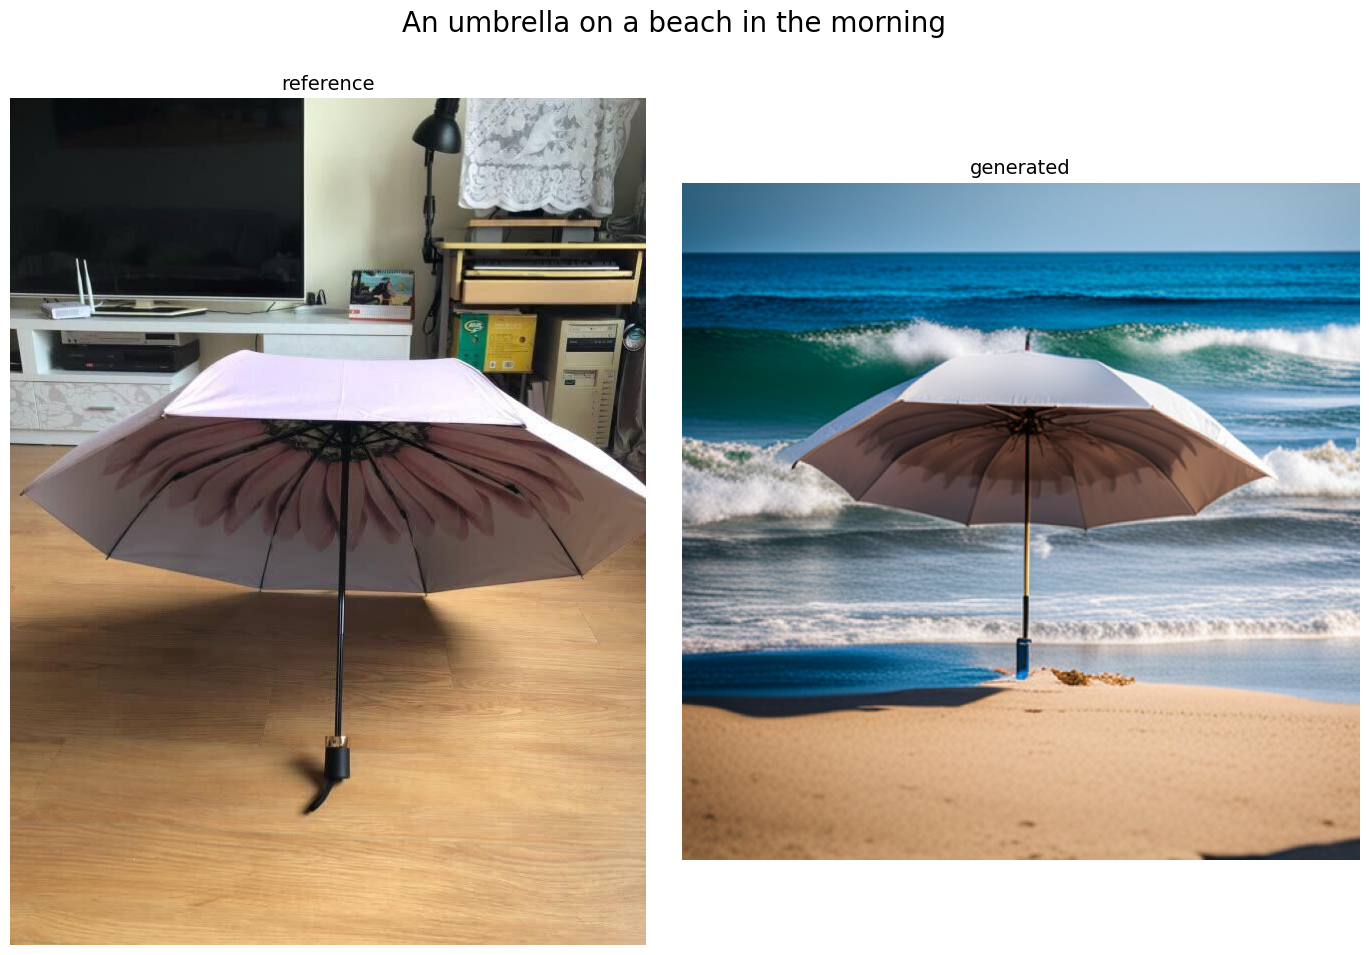 An umbrella on a beach in the morning
reference
generated